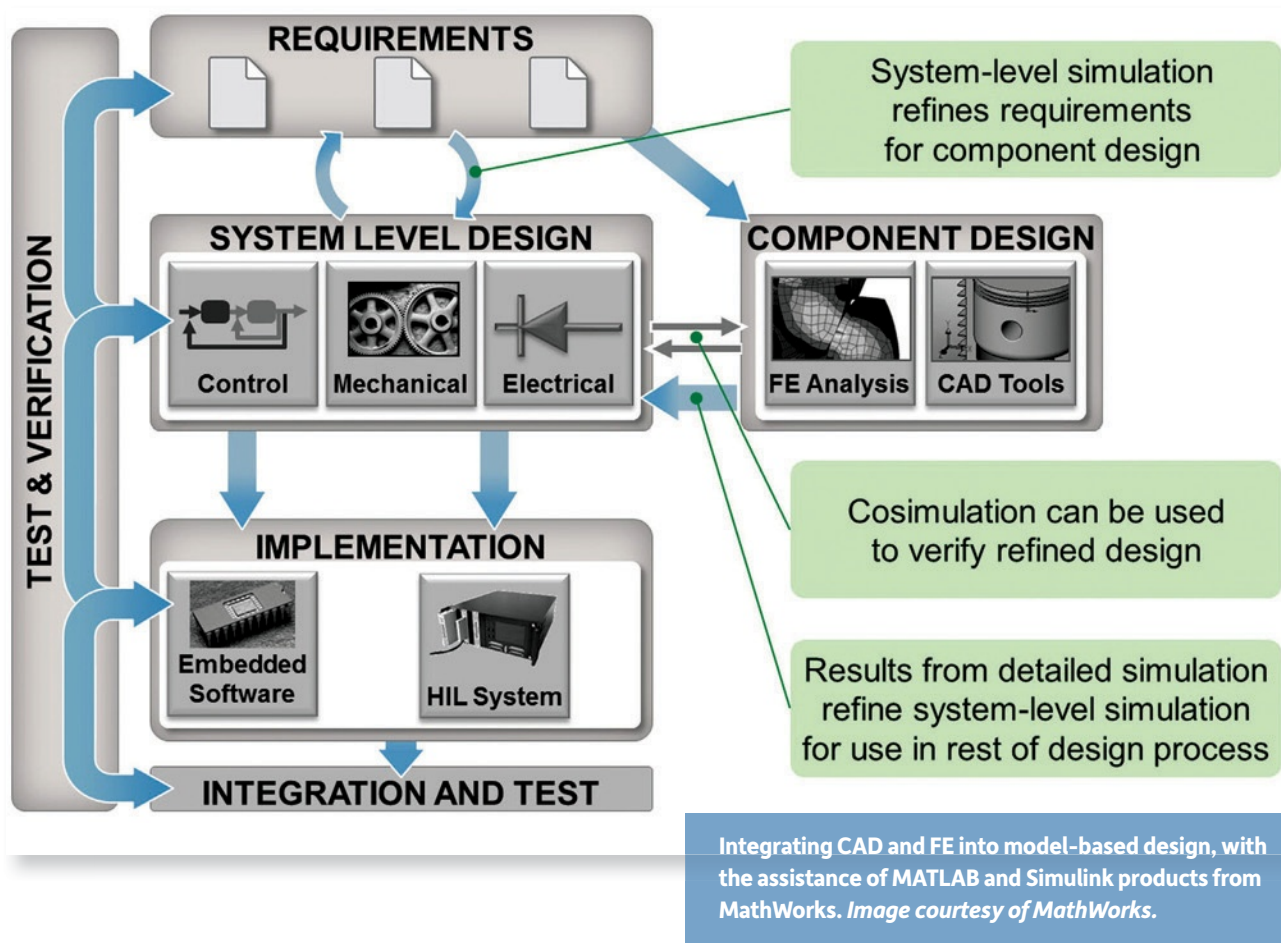 REQUIREMENTS
System-level simulation
refines requirements
for component design
TEST & VERIFICATION
SYSTEM LEVEL DESIGN
Control
Mechanical
Electrical
COMPONENT DESIGN
FE Analysis
CAD Tools
Cosimulation can be used
to verify refined design
IMPLEMENTATION
Embedded
Software
HIL System
Results from detailed simulation
refine system-level simulation
for use in rest of design process
INTEGRATION AND TEST
Integrating CAD and FE into model-based design, with
the assistance of MATLAB and Simulink products from
MathWorks. Image courtesy of MathWorks.